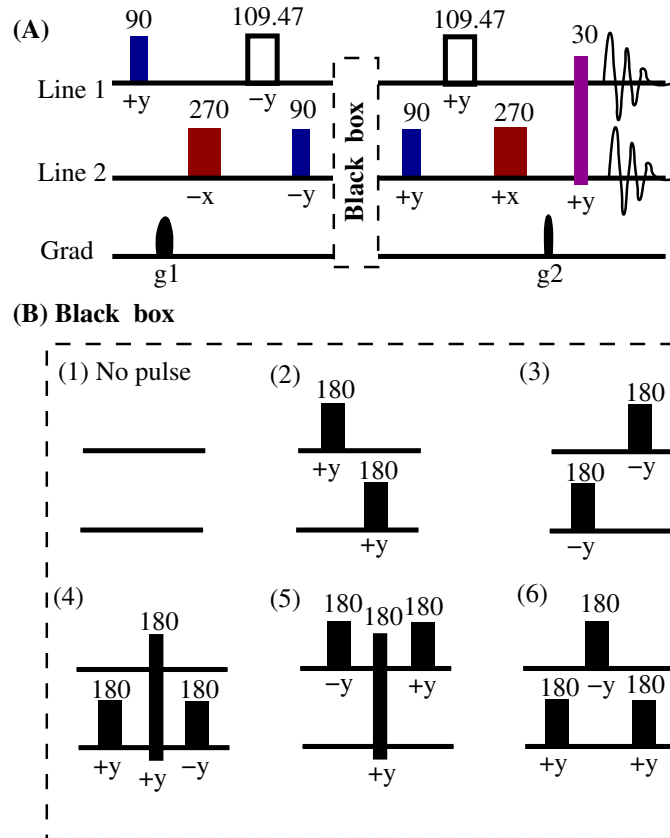 (A)
90 109.47 109.47 30
Line 1
+y −y +y
270 90 90 270
Line 2
−x −y +y +x +y
Black box
Grad
g1 g2
(B) Black box
(1) No pulse (2) (3)
180 180
+y 180 180 −y
+y −y
(4) (5) (6)
180 180 180 180 180
−y +y −y
180 180 180 180
+y +y −y +y +y +y